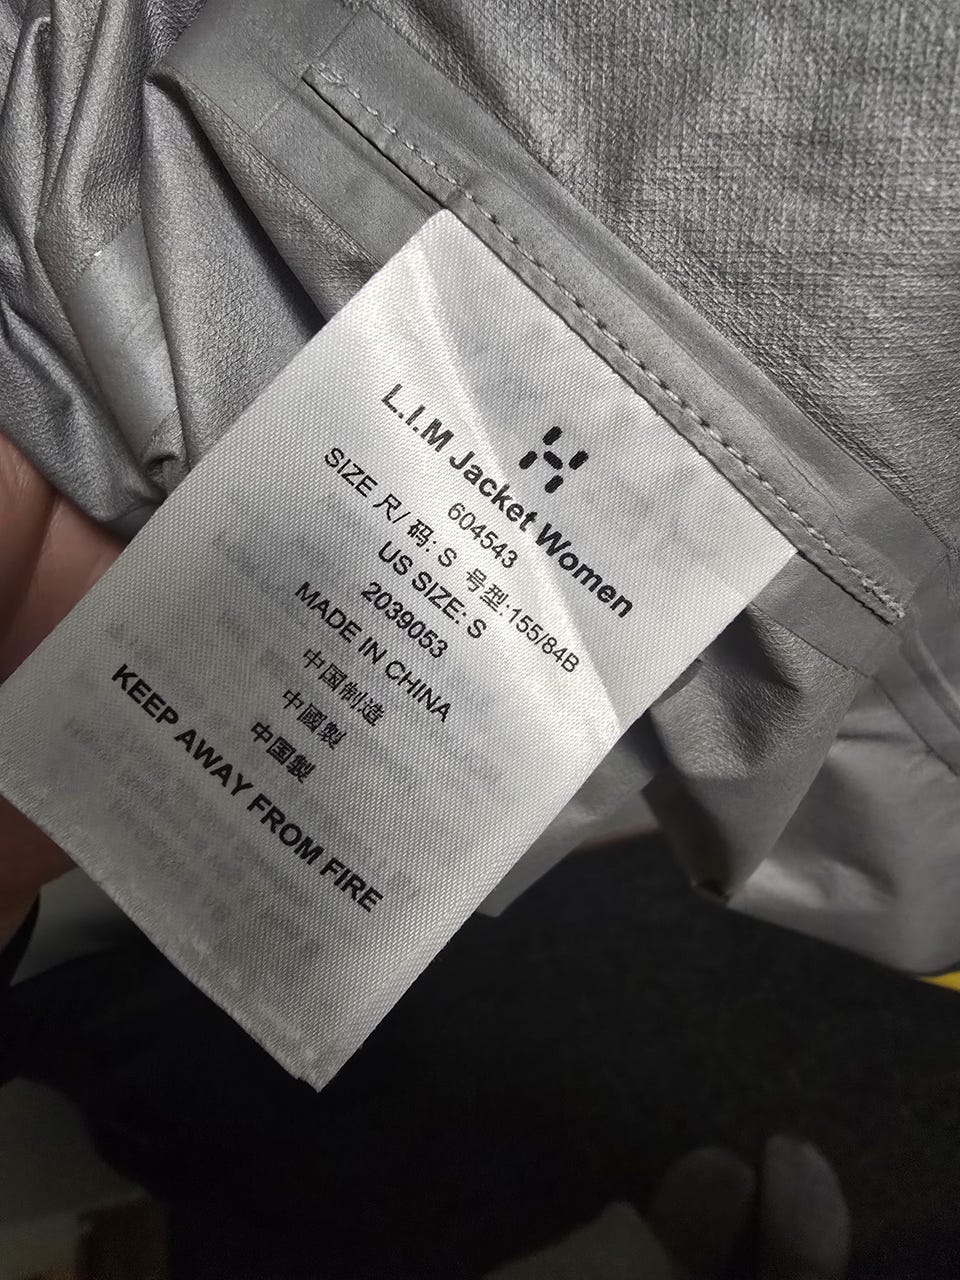 L.I.M Jacket Women
604543
SIZE 尺/ 码: S 号型:155/84B
US SIZE: S
2039053
MADE IN CHINA
中国制造
中國製
中国製
KEEP AWAY FROM FIRE